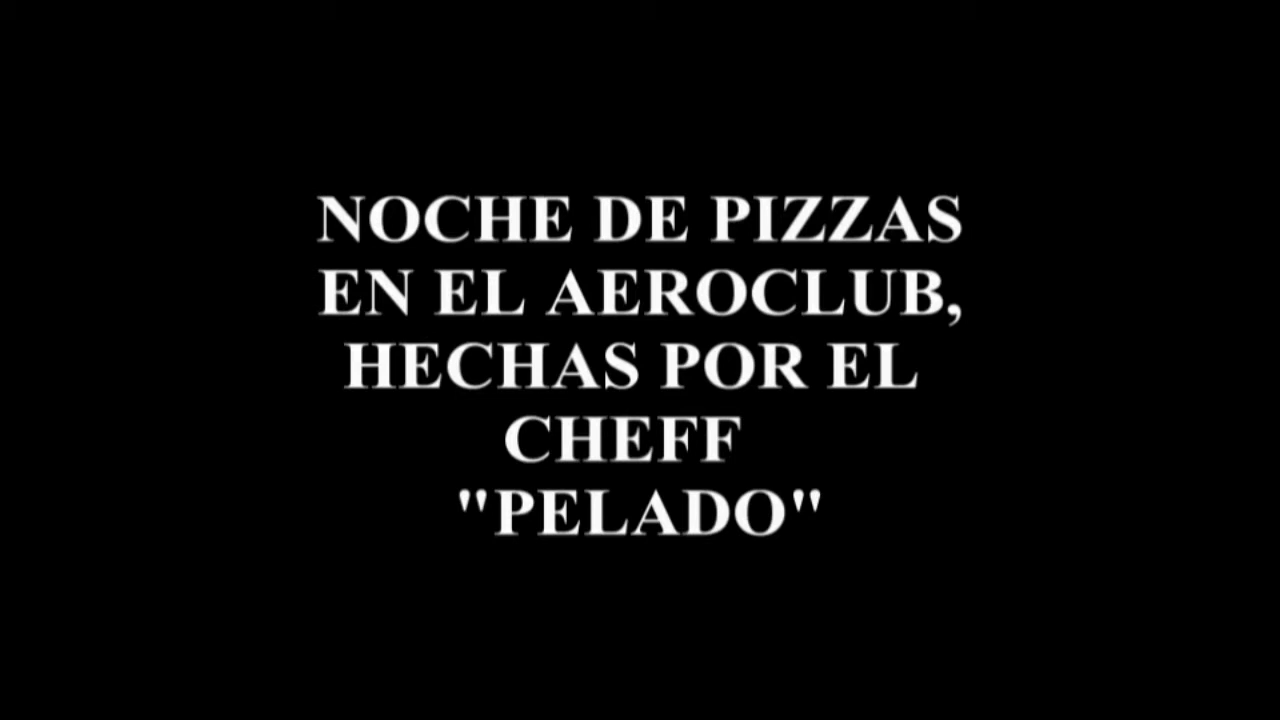 NOCHE DE PIZZAS
EN EL AEROCLUB,
HECHAS POR EL
CHEFF
"PELADO"